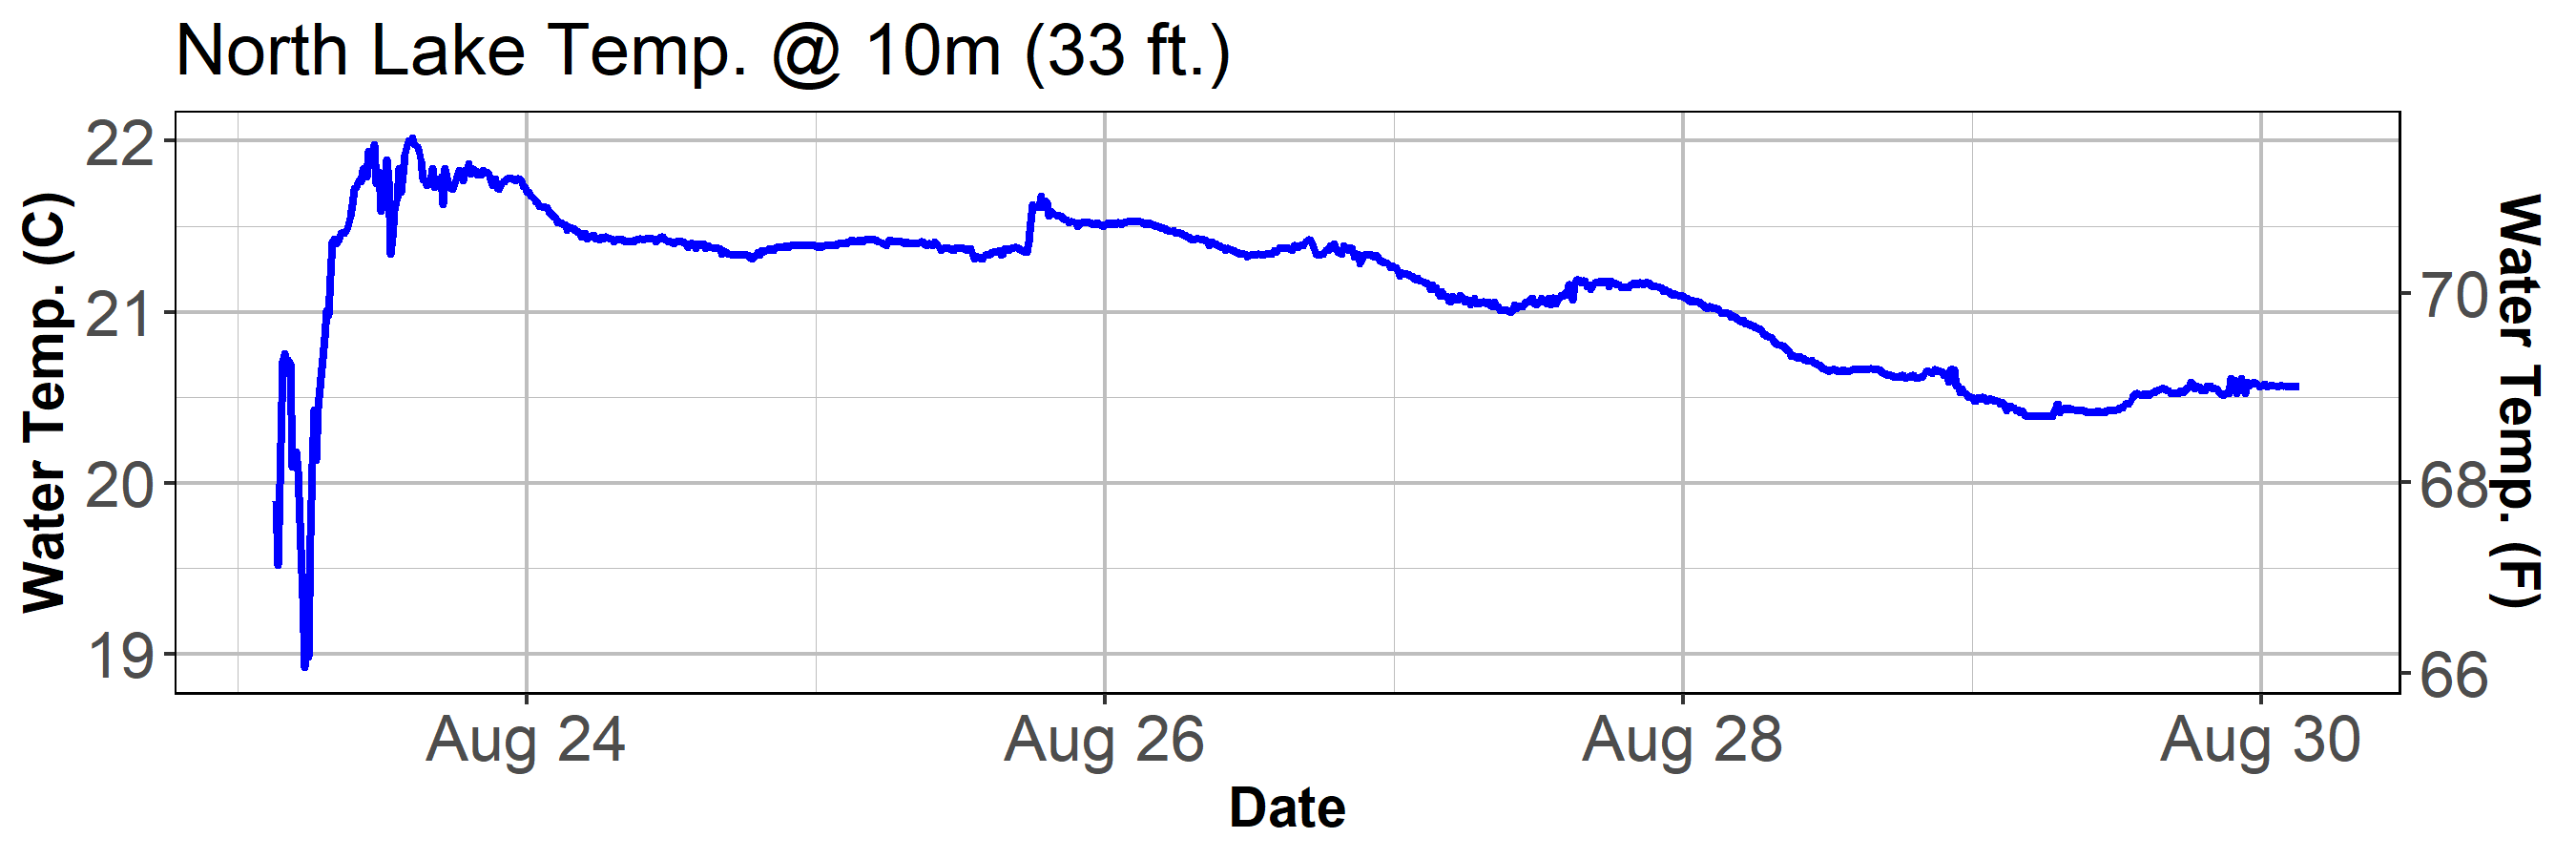 North Lake Temp. @ 10m (33 ft.)
Water Temp. (C)
22
21
20
19
70
68
66
Water Temp. (F)
Aug 24 Aug 26 Aug 28 Aug 30
Date